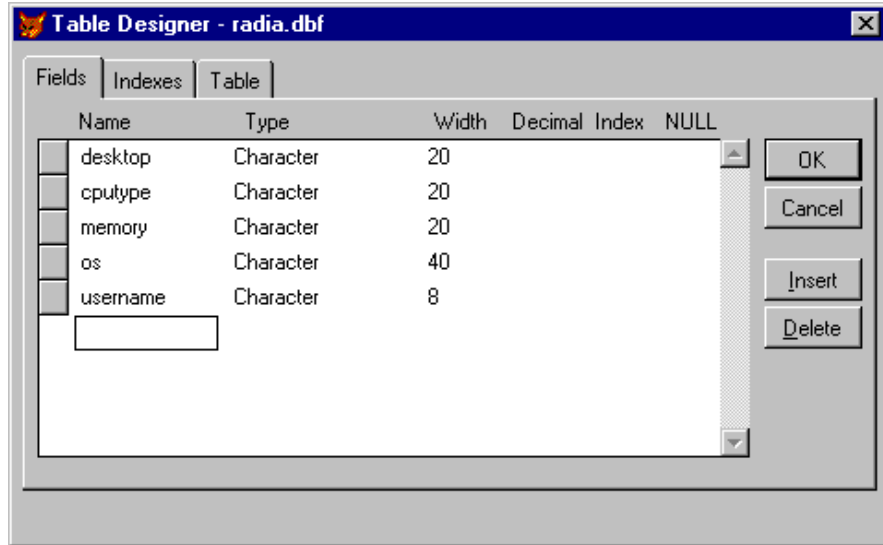 Table Designer - radia.dbf
Fields Indexes Table
Name Type Width Decimal Index NULL
desktop Character 20
cputype Character 20
memory Character 20
os Character 40
username Character 8
OK
Cancel
Insert
Delete